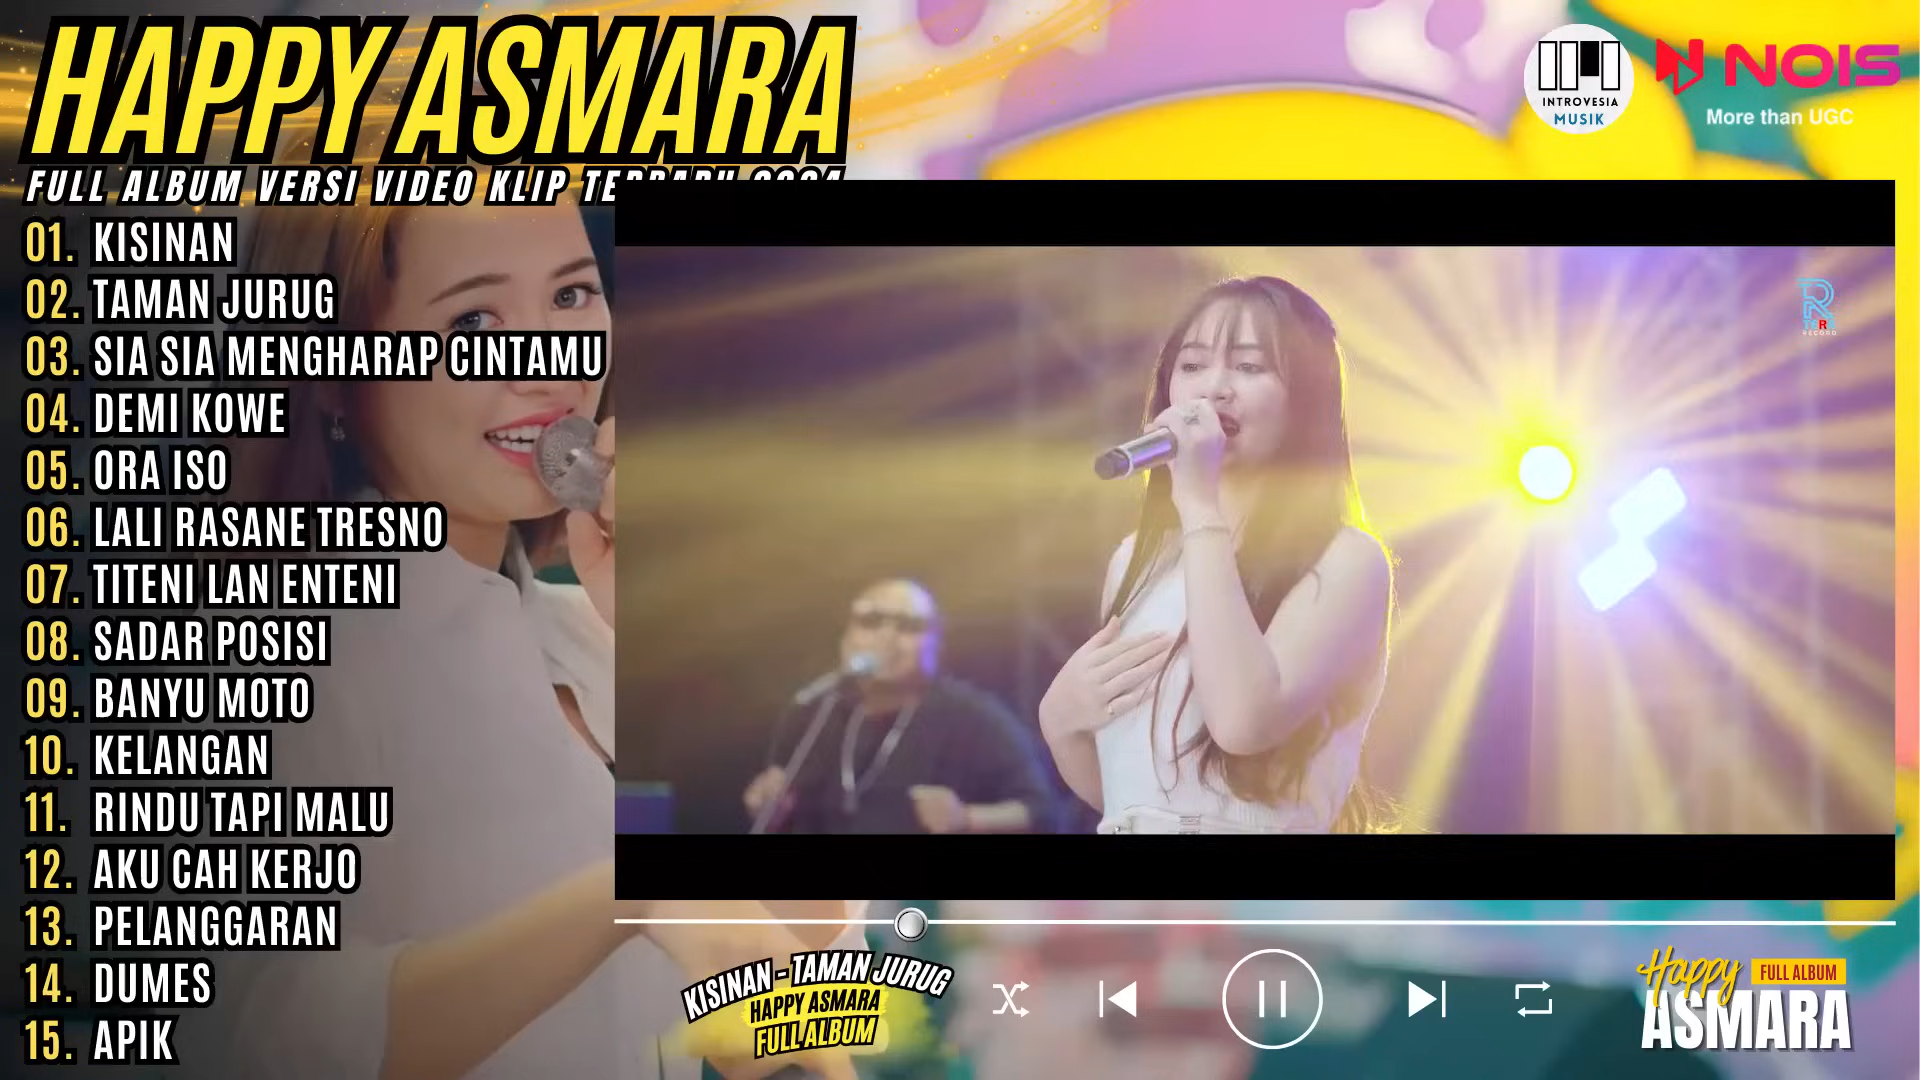 HAPPY ASMARA
FULL ALBUM VERSI VIDEO KLIP
01. KISINAN
02. TAMAN JURUG
03. SIA SIA MENGHARAP CINTAMU
04. DEMI KOWE
05. ORA ISO
06. LALI RASANE TRESNO
07. TITENI LAN ENTENI
08. SADAR POSISI
09. BANYU MOTO
10. KELANGAN
11. RINDU TAPI MALU
12. AKU CAH KERJO
13. PELANGGARAN
14. DUMES
15. APIK
INTROVESIA
MUSIK
NOIS
More than UGC
RECORD
KISINAN - TAMAN JURUG
HAPPY ASMARA
FULL ALBUM
Happy
FULL ALBUM
ASMARA